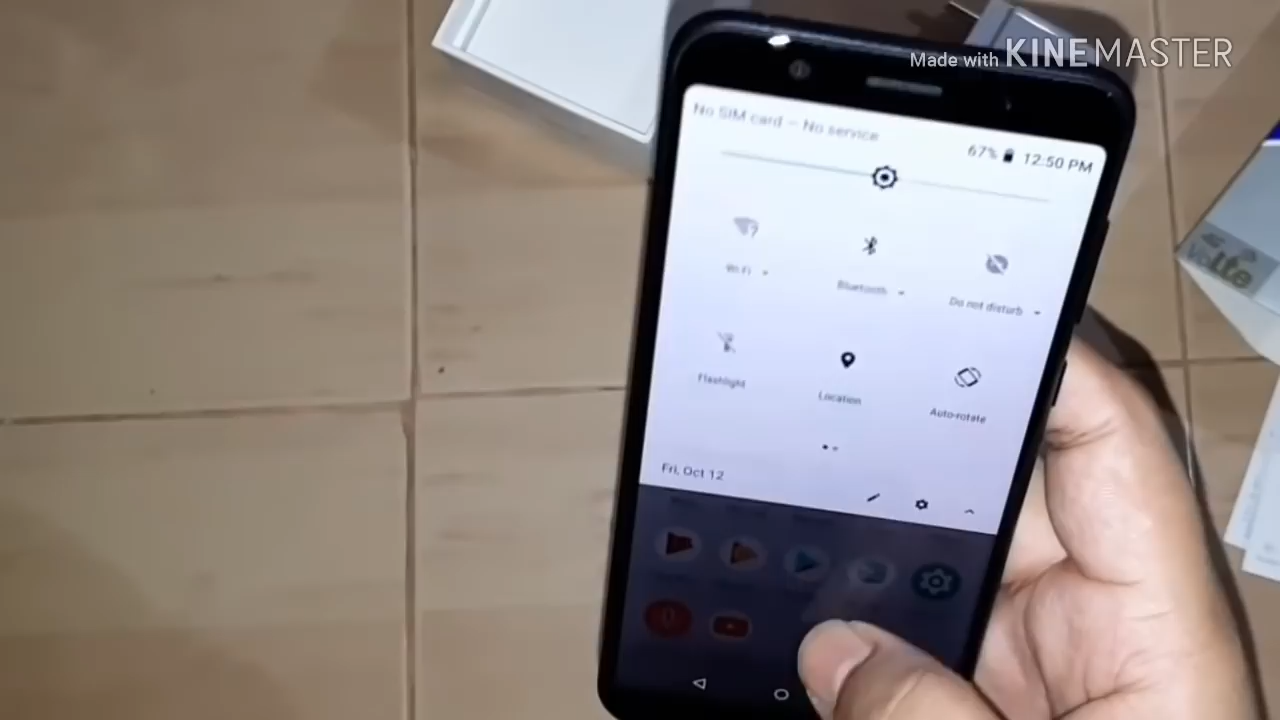 Made with KINEMASTER
No SIM card – No service
67% 12:50 PM
Wi-Fi
Bluetooth
Do not disturb
Flashlight
Location
Auto-rotate
Fri, Oct 12
4G
VoLTE